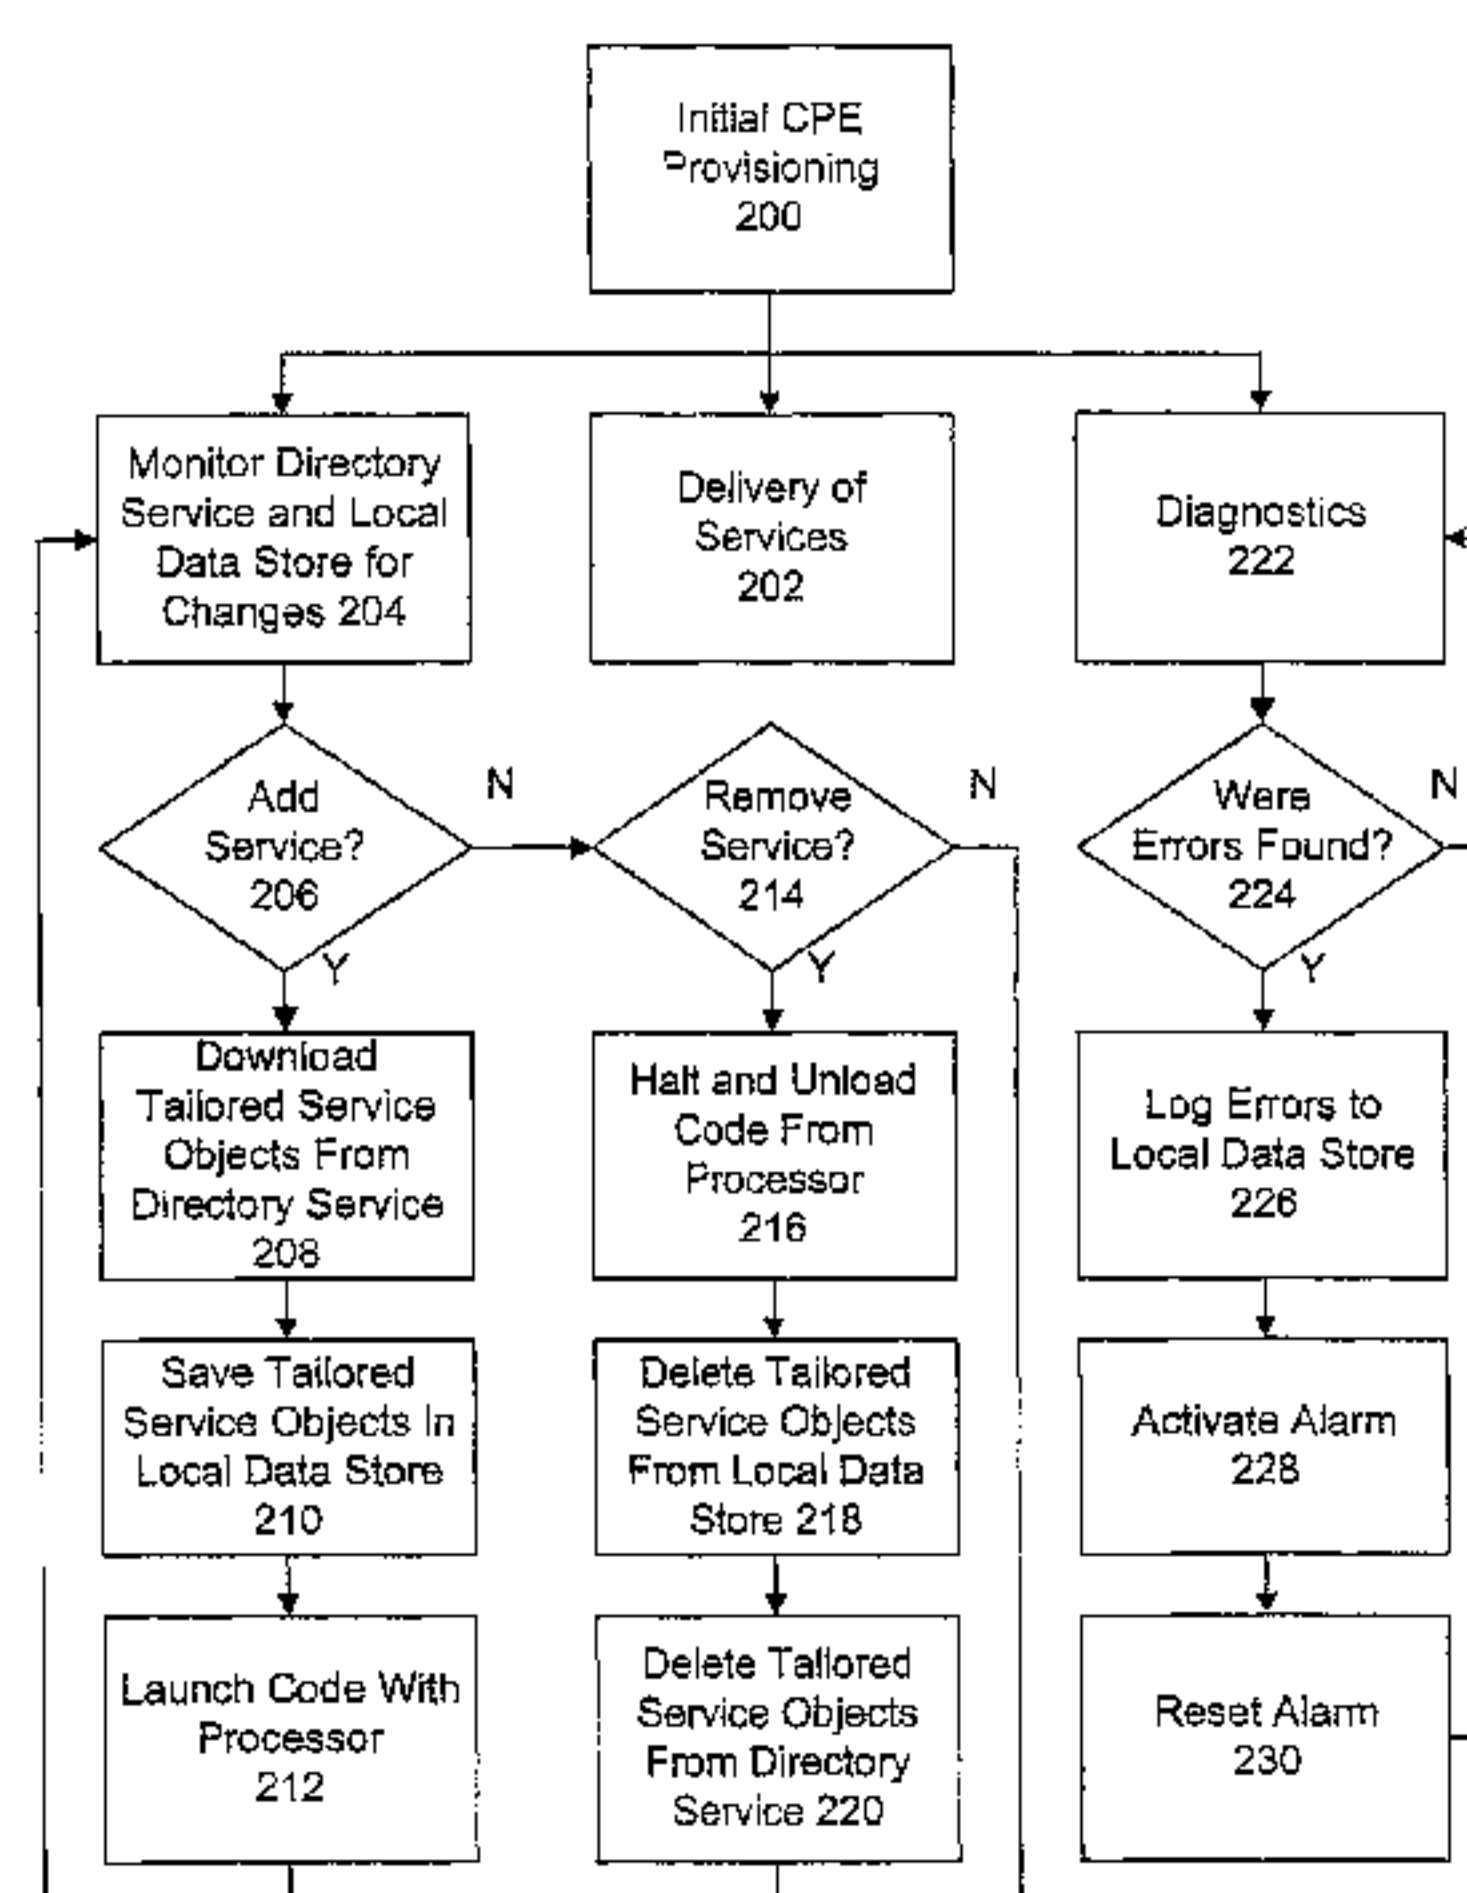 Initial CPE
Provisioning
200
Monitor Directory
Service and Local
Data Store for
Changes 204
Delivery of
Services
202
Diagnostics
222
Add
Service?
206
N
Y
Remove
Service?
214
N
Y
Were
Errors Found?
224
N
Y
Download
Tailored Service
Objects From
Directory Service
208
Halt and Unload
Code From
Processor
216
Log Errors to
Local Data Store
226
Save Tailored
Service Objects In
Local Data Store
210
Delete Tailored
Service Objects
From Local Data
Store 218
Activate Alarm
228
Launch Code With
Processor
212
Delete Tailored
Service Objects
From Directory
Service 220
Reset Alarm
230